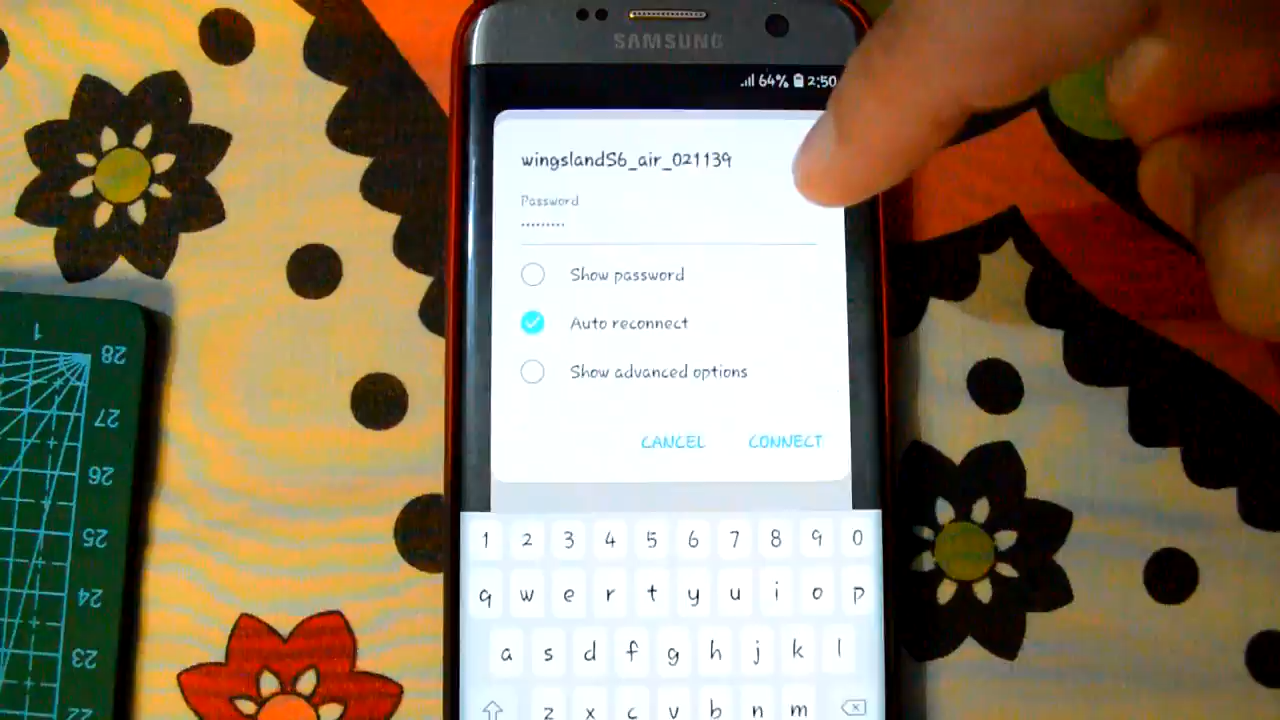 SAMSUNG
64% 2:50
wingslandS6_air_021139
Password
•••••••••
Show password
Auto reconnect
Show advanced options
CANCEL CONNECT
1 2 3 4 5 6 7 8 9 0
q w e r t y u i o p
a s d f g h j k l
z x c v b n m
1
28
27
26
25
24
23
22